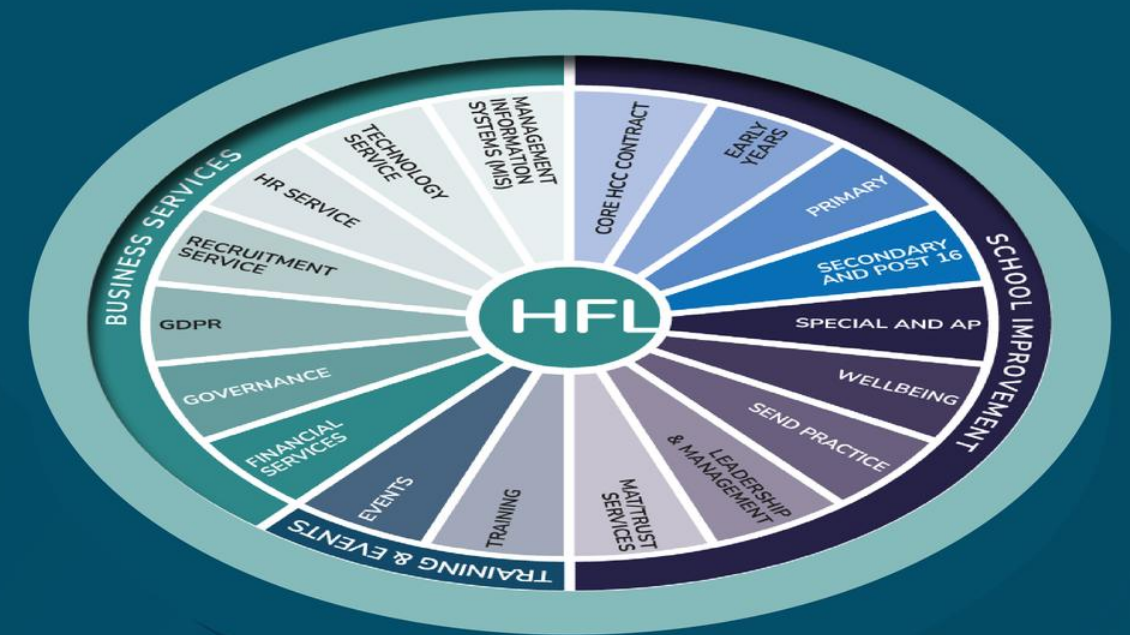 HFL
SCHOOL IMPROVEMENT
CORE HCC CONTRACT
EARLY
YEARS
PRIMARY
SECONDARY
AND POST 16
SPECIAL AND AP
WELLBEING
SEND PRACTICE
LEADERSHIP
& MANAGEMENT
MAT/TRUST
SERVICES
TRAINING & EVENTS
TRAINING
EVENTS
BUSINESS SERVICES
FINANCIAL
SERVICES
GOVERNANCE
GDPR
RECRUITMENT
SERVICE
HR SERVICE
TECHNOLOGY
SERVICE
MANAGEMENT
INFORMATION
SYSTEMS (MIS)